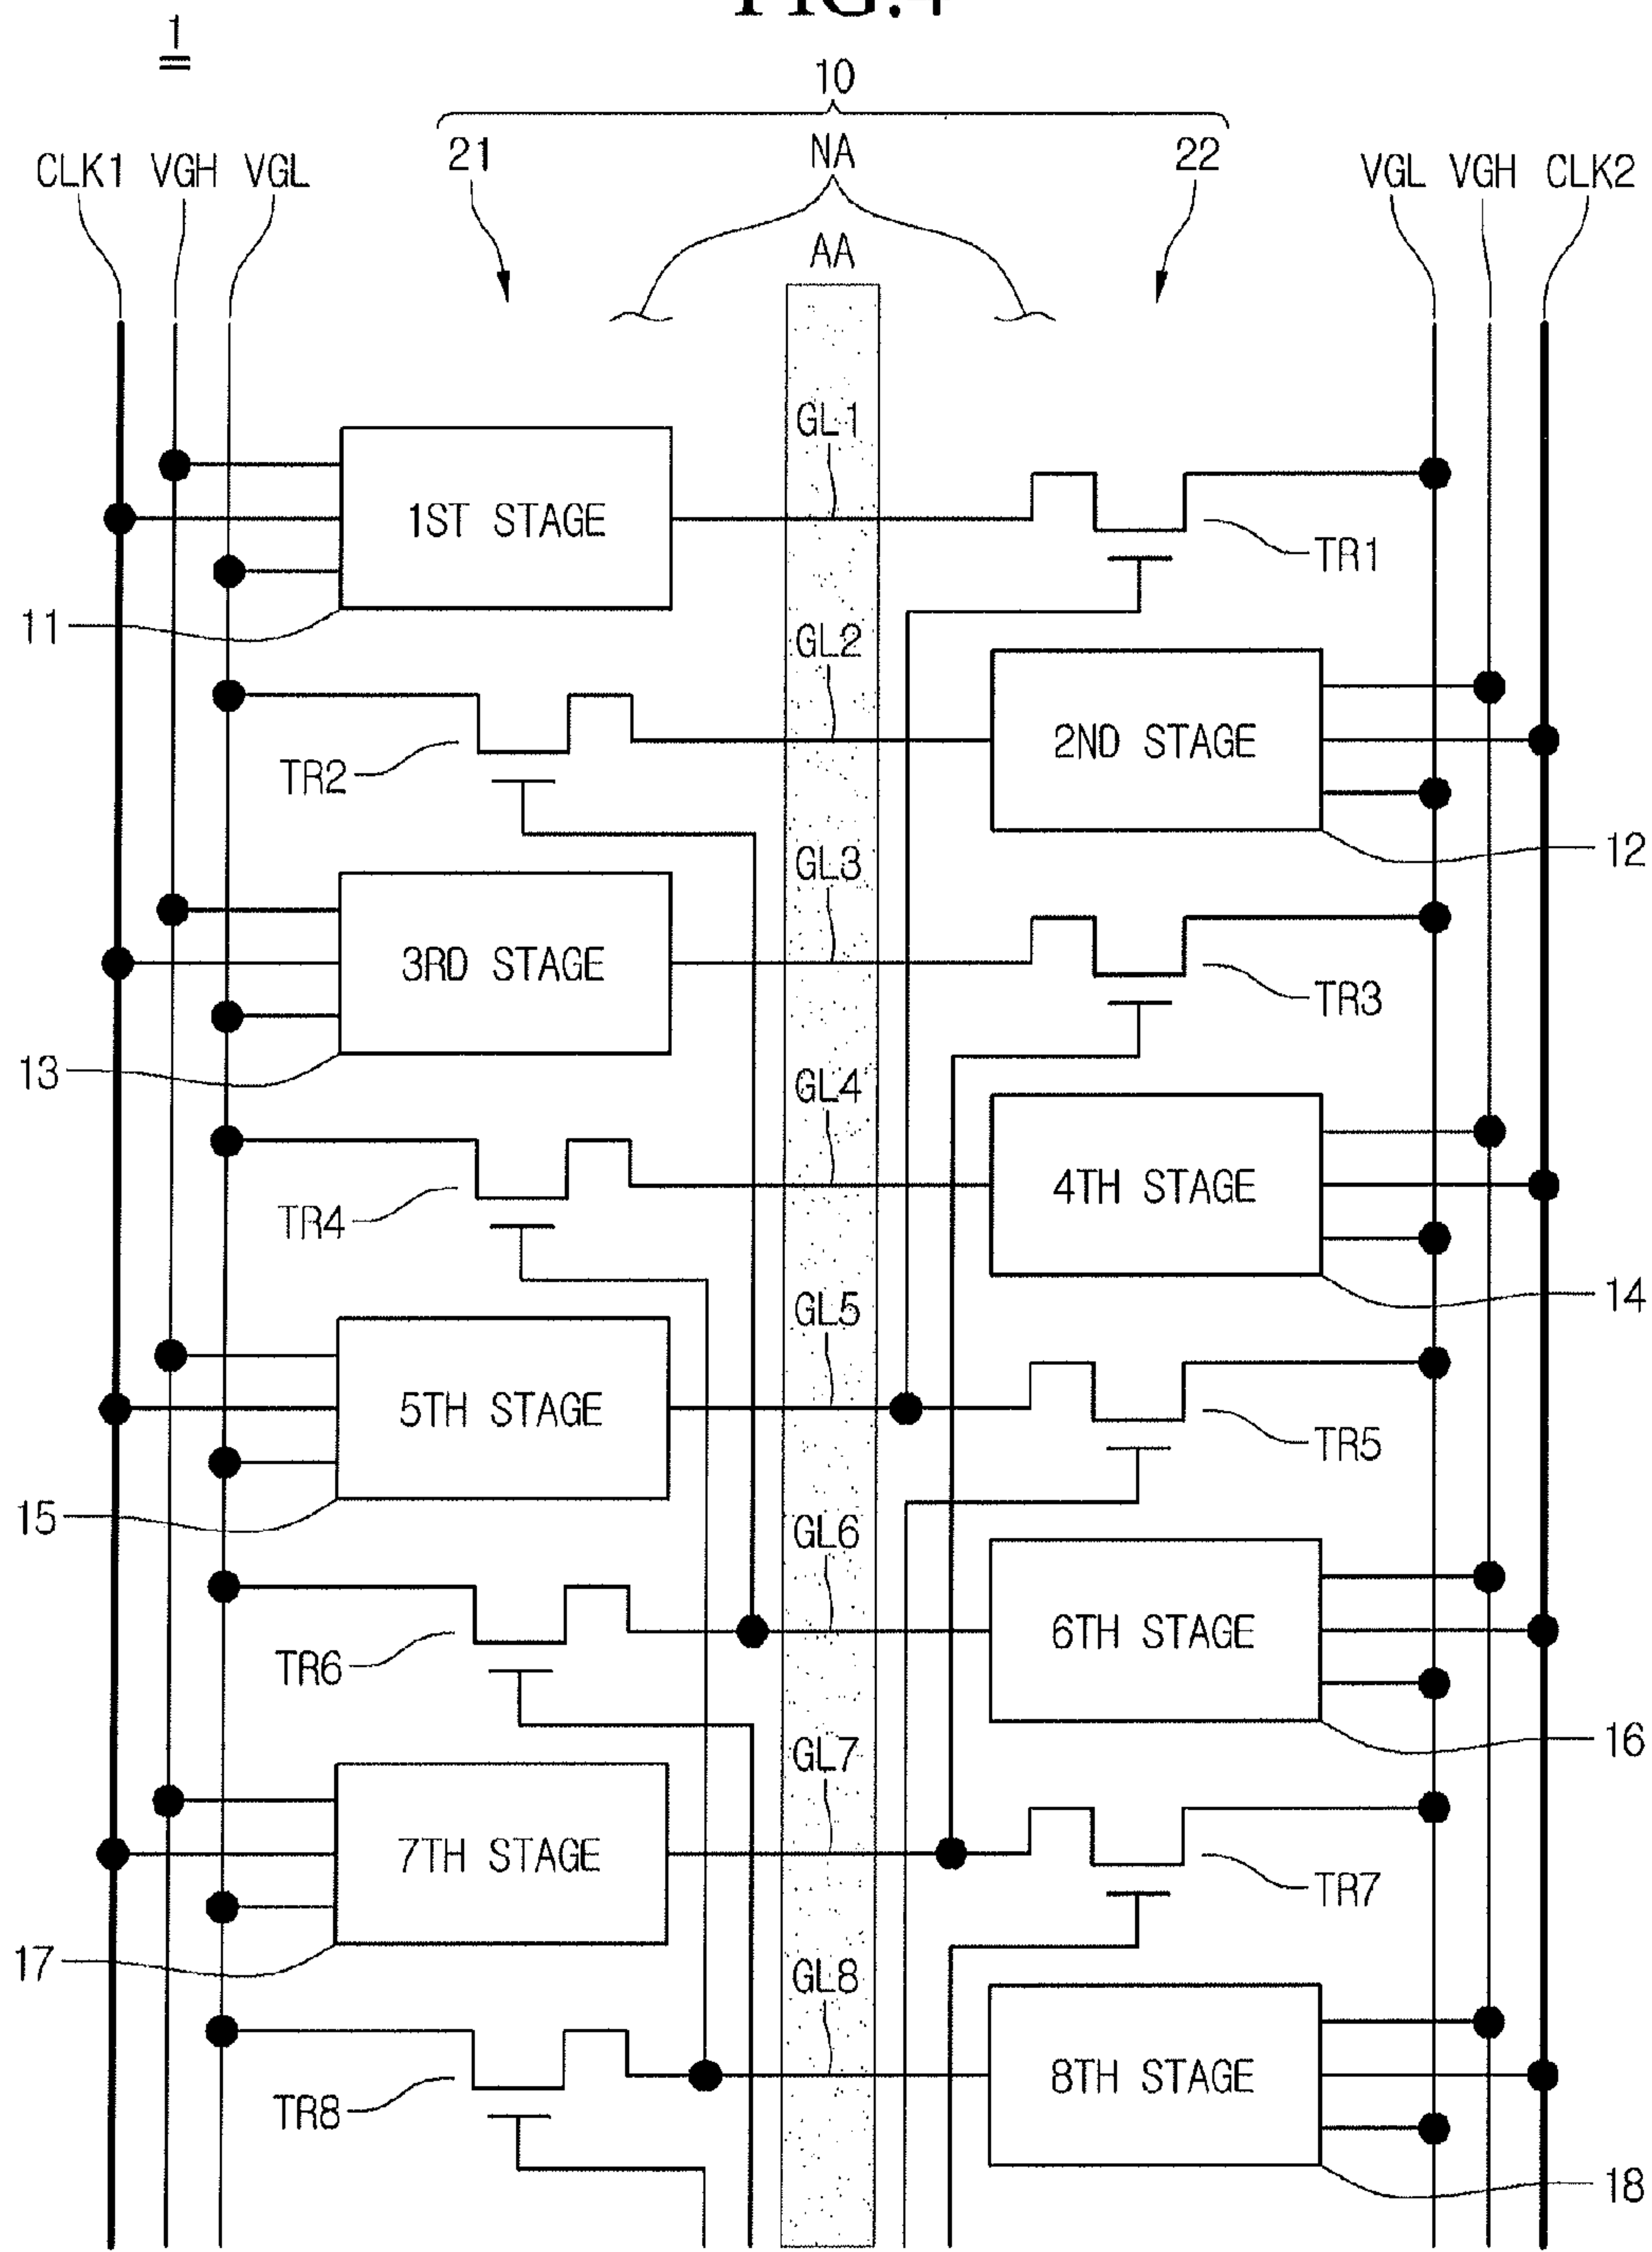 FIG.4
1
10
CLK1 VGH VGL 21 NA 22 VGL VGH CLK2
AA
GL1
1ST STAGE
TR1
11
GL2
2ND STAGE
TR2
12
GL3
3RD STAGE
TR3
13
GL4
4TH STAGE
TR4
14
GL5
5TH STAGE
TR5
15
GL6
6TH STAGE
TR6
16
GL7
7TH STAGE
TR7
17
GL8
8TH STAGE
TR8
18